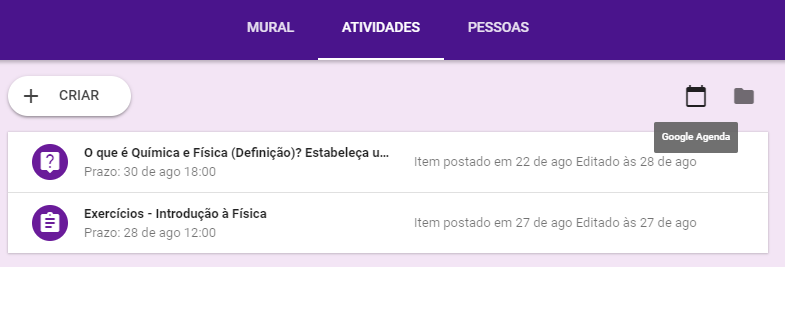 MURAL ATIVIDADES PESSOAS
CRIAR
Google Agenda
O que é Química e Física (Definição)? Estabeleça u...
Prazo: 30 de ago 18:00
Item postado em 22 de ago Editado às 28 de ago
Exercícios - Introdução à Física
Prazo: 28 de ago 12:00
Item postado em 27 de ago Editado às 27 de ago